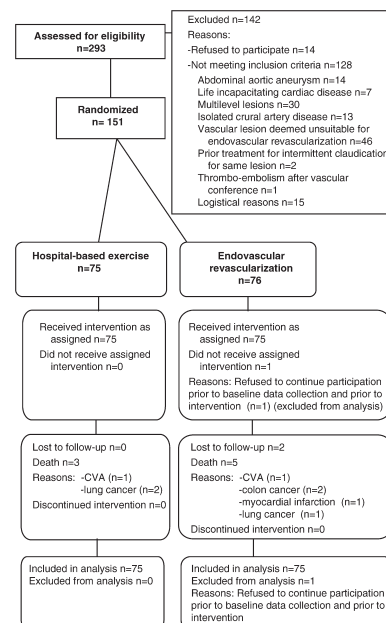 Assessed for eligibility
n=293
Excluded n=142
Reasons:
-Refused to participate n=14
-Not meeting inclusion criteria n=128
Abdominal aortic aneurysm n=14
Life incapacitating cardiac disease n=7
Multilevel lesions n=30
Isolated crural artery disease n=13
Vascular lesion deemed unsuitable for
endovascular revascularization n=46
Prior treatment for intermittent claudication
for same lesion n=2
Thrombo-embolism after vascular
conference n=1
Logistical reasons n=15
Randomized
n= 151
Hospital-based exercise
n=75
Endovascular
revascularization
n=76
Received intervention as
assigned n=75
Did not receive assigned
intervention n=0
Received intervention as
assigned n=75
Did not receive assigned
intervention n=1
Reasons: Refused to continue participation
prior to baseline data collection and prior to
intervention (n=1) (excluded from analysis)
Lost to follow-up n=0
Death n=3
Reasons: -CVA (n=1)
-lung cancer (n=2)
Discontinued intervention n=0
Lost to follow-up n=2
Death n=5
Reasons: -CVA (n=1)
-colon cancer (n=2)
-myocardial infarction (n=1)
-lung cancer (n=1)
Discontinued intervention n=0
Included in analysis n=75
Excluded from analysis n=0
Included in analysis n=75
Excluded from analysis n=1
Reasons: Refused to continue participation
prior to baseline data collection and prior to
intervention